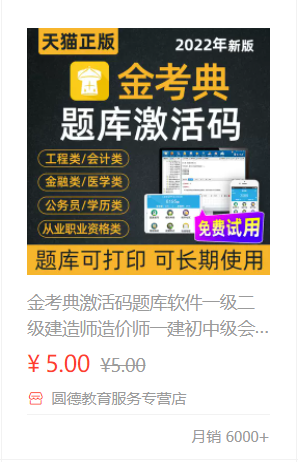 天猫正版
2022年新版
金考典
题库激活码
工程类/会计类
金融类/医学类
公务员/学历类
从业职业资格类
免费试用
题库可打印 可长期使用
金考典激活码题库软件一级二
级建造师造价师一建初中级会...
¥ 5.00 ¥5.00
圆德教育服务专营店
月销 6000+